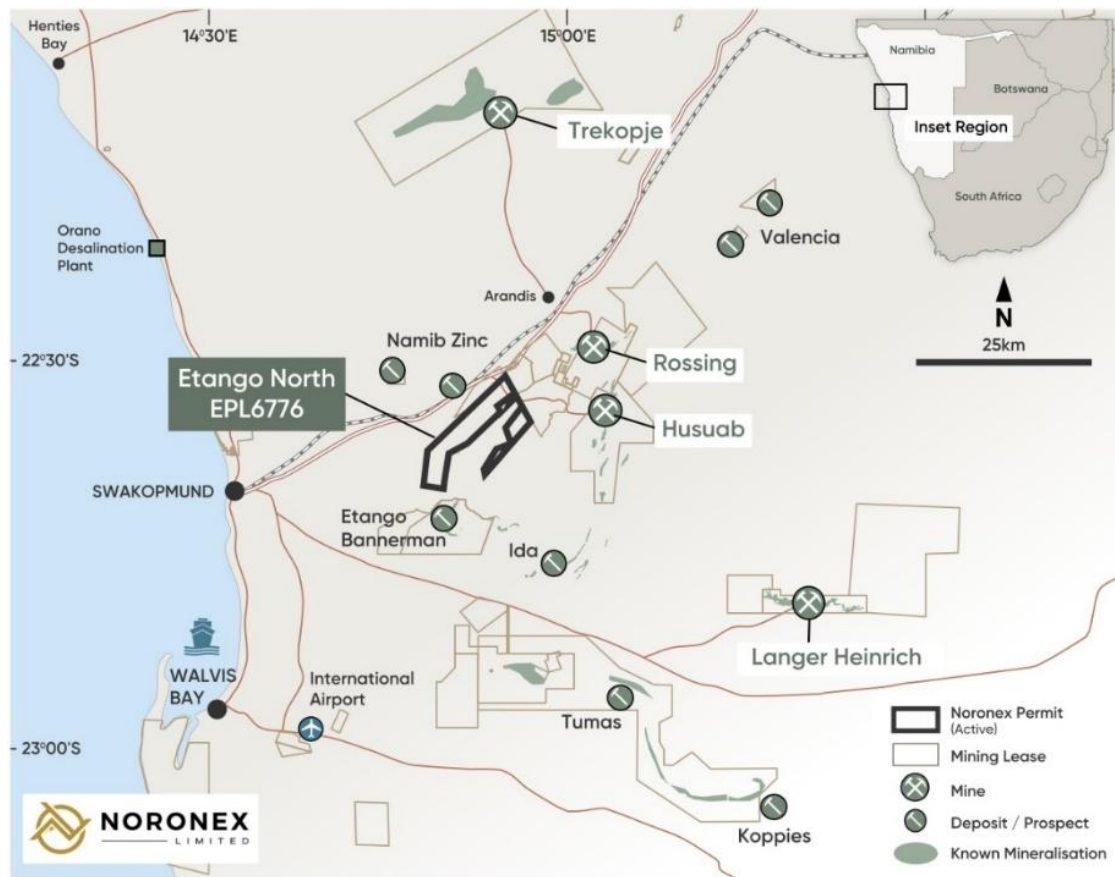 Henties
Bay
14°30'E
15°00'E
Namibia
Botswana
Inset Region
South Africa
Trekopje
Orano
Desalination
Plant
Valencia
N
25km
Arandis
22°30'S
Namib Zinc
Rossing
Etango North
EPL6776
Husuab
SWAKOPMUND
Etango
Bannerman
Ida
Langer Heinrich
WALVIS
BAY
International
Airport
Tumas
23°00'S
Koppies
Noronex Permit
(Active)
Mining Lease
Mine
Deposit / Prospect
Known Mineralisation
NORONEX
LIMITED